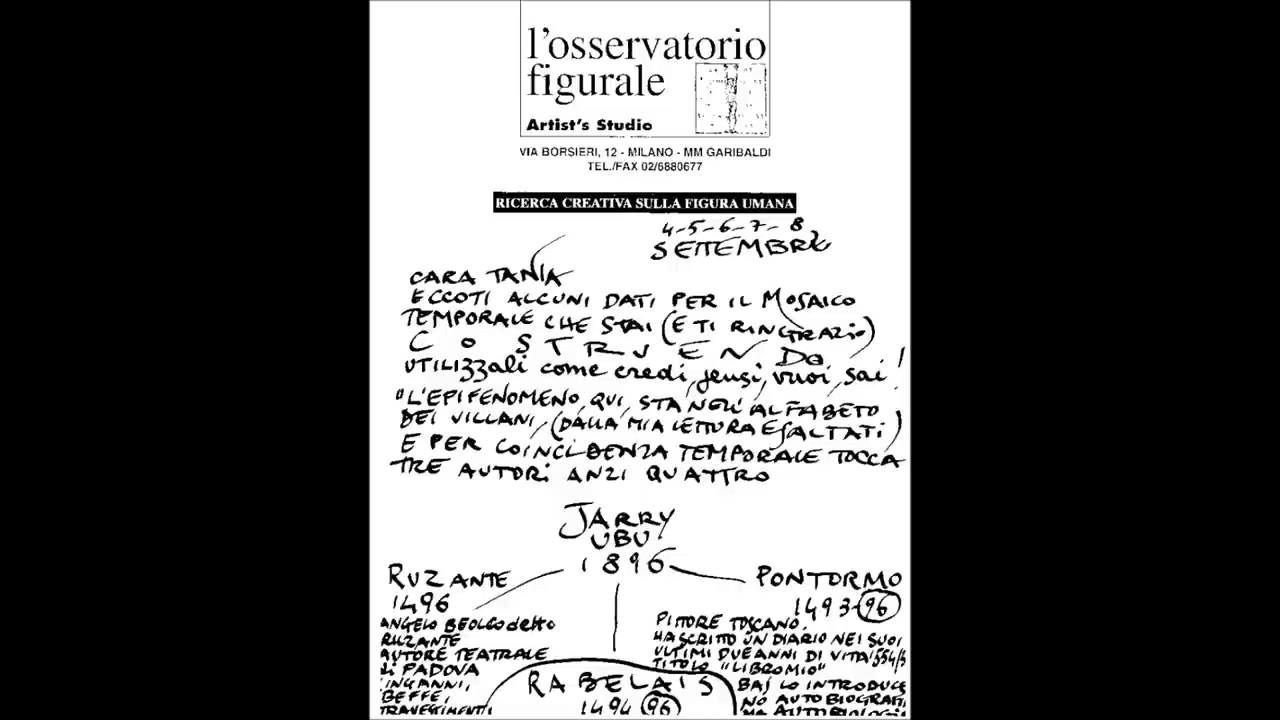 l'osservatorio
figurale
Artist's Studio
VIA BORSIERI, 12 - MILANO - MM GARIBALDI
TEL./FAX 02/6880677
RICERCA CREATIVA SULLA FIGURA UMANA
4-5-6-7-8
SETTEMBRE
CARA TANIA
ECCOTI ALCUNI DATI PER IL MOSAICO
TEMPORALE CHE STAI (E TI RINGRAZIO)
COSTRUENDO
UTILIZZALI come credi, pensi, vuoi, sai!
"L'EPIFENOMENO, QUI, STA NELL'ALFABETO
DEI VILLANI, (DALLA MIA LETTURA ESALTATI)
E PER COINCIDENZA TEMPORALE TOCCA
TRE AUTORI ANZI QUATTRO
JARRY
UBU
1896
RUZANTE
1496
ANGELO BEOLCO detto
RUZANTE
AUTORE TEATRALE
di PADOVA
INGANNI,
BEFFE,
TRAVESTIMENTI
PONTORMO
1493-96
PITTORE TOSCANO,
HA SCRITTO UN DIARIO NEI SUOI
ULTIMI DUE ANNI DI VITA
TITOLO "LIBRO MIO"
RABELAIS
1494 96